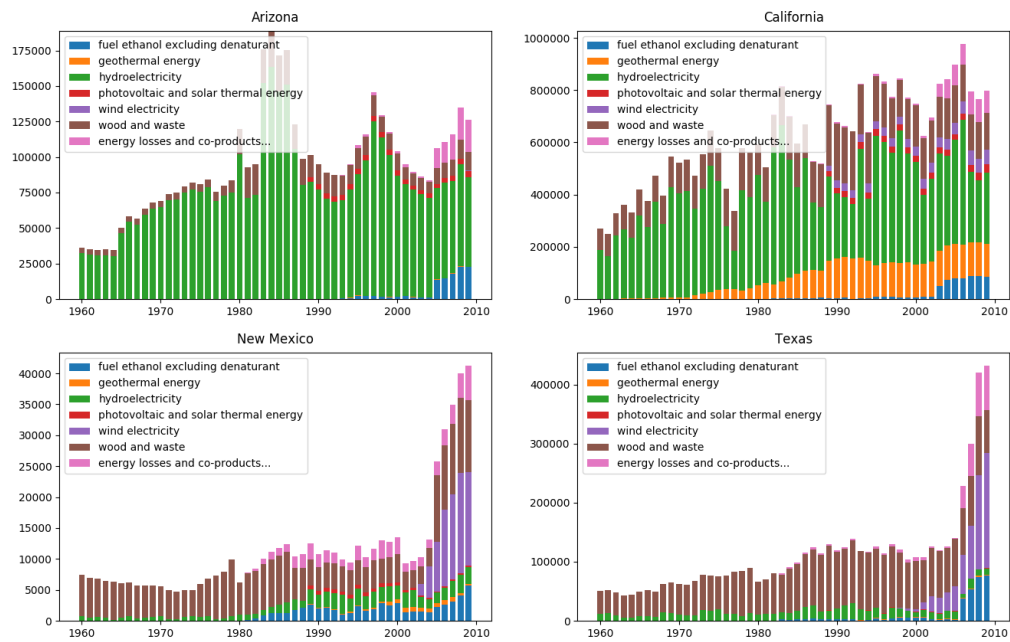 Arizona
175000
150000
125000
100000
75000
50000
25000
0
fuel ethanol excluding denaturant
geothermal energy
hydroelectricity
photovoltaic and solar thermal energy
wind electricity
wood and waste
energy losses and co-products...
1960 1970 1980 1990 2000 2010
California
1000000
800000
600000
400000
200000
0
fuel ethanol excluding denaturant
geothermal energy
hydroelectricity
photovoltaic and solar thermal energy
wind electricity
wood and waste
energy losses and co-products...
1960 1970 1980 1990 2000 2010
New Mexico
40000
35000
30000
25000
20000
15000
10000
5000
0
fuel ethanol excluding denaturant
geothermal energy
hydroelectricity
photovoltaic and solar thermal energy
wind electricity
wood and waste
energy losses and co-products...
1960 1970 1980 1990 2000 2010
Texas
400000
300000
200000
100000
0
fuel ethanol excluding denaturant
geothermal energy
hydroelectricity
photovoltaic and solar thermal energy
wind electricity
wood and waste
energy losses and co-products...
1960 1970 1980 1990 2000 2010